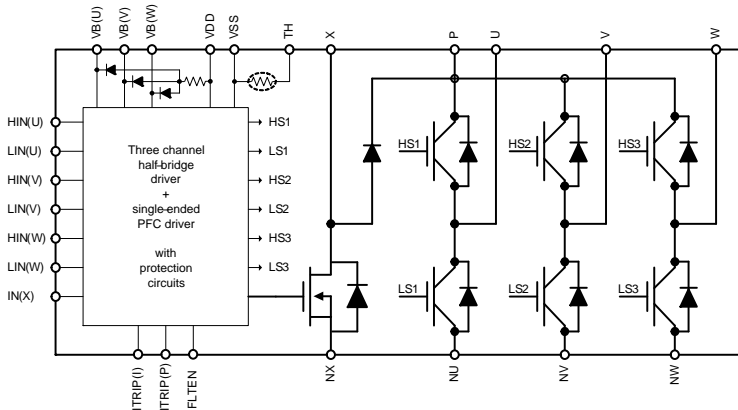 VB(U)
VB(V)
VB(W)
VDD
VSS
TH
X
P
U
V
W
HIN(U)
LIN(U)
HIN(V)
LIN(V)
HIN(W)
LIN(W)
IN(X)
Three channel
half-bridge
driver
+
single-ended
PFC driver
with
protection
circuits
HS1
LS1
HS2
LS2
HS3
LS3
HS1
HS2
HS3
LS1
LS2
LS3
ITRIP(I)
ITRIP(P)
FLTEN
NX
NU
NV
NW